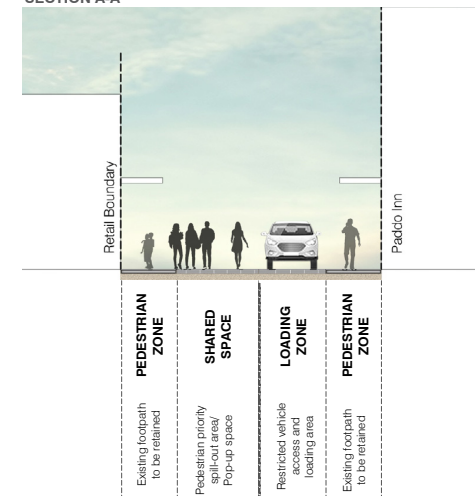 SECTION A-A
Retail Boundary
Paddo Inn
PEDESTRIAN
ZONE
SHARED
SPACE
LOADING
ZONE
PEDESTRIAN
ZONE
Existing footpath
to be retained
Pedestrian priority
spill-out area/
Pop-up space
Restricted vehicle
access and
loading area
Existing footpath
to be retained